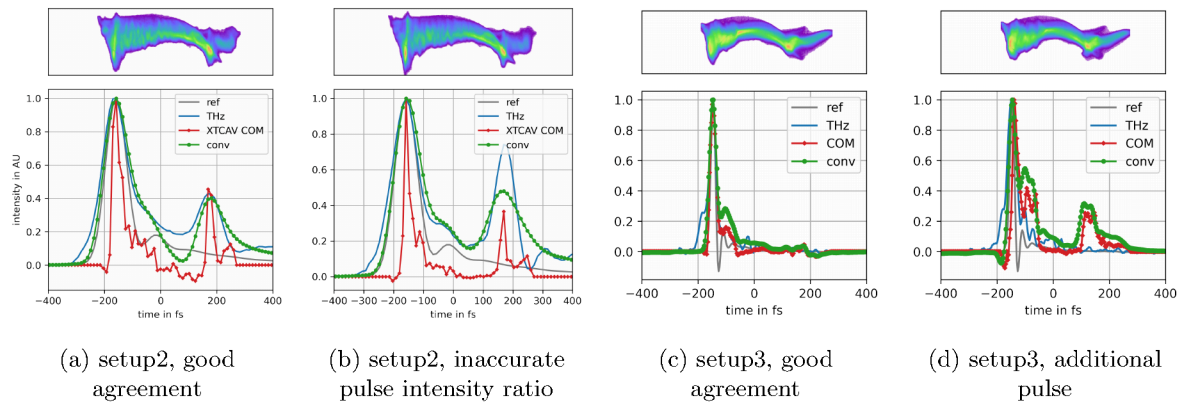 1.0
0.8
0.6
0.4
0.2
0.0
intensity in AU
ref
THz
XTCAV COM
conv
−400 −200 0 200 400
time in fs
1.0
0.8
0.6
0.4
0.2
0.0
ref
THz
XTCAV COM
conv
−400 −300 −200 −100 0 100 200 300 400
time in fs
1.0
0.8
0.6
0.4
0.2
0.0
ref
THz
COM
conv
−400 −200 0 200 400
time in fs
1.0
0.8
0.6
0.4
0.2
0.0
ref
THz
COM
conv
−400 −200 0 200 400
time in fs
(a) setup2, good
agreement
(b) setup2, inaccurate
pulse intensity ratio
(c) setup3, good
agreement
(d) setup3, additional
pulse